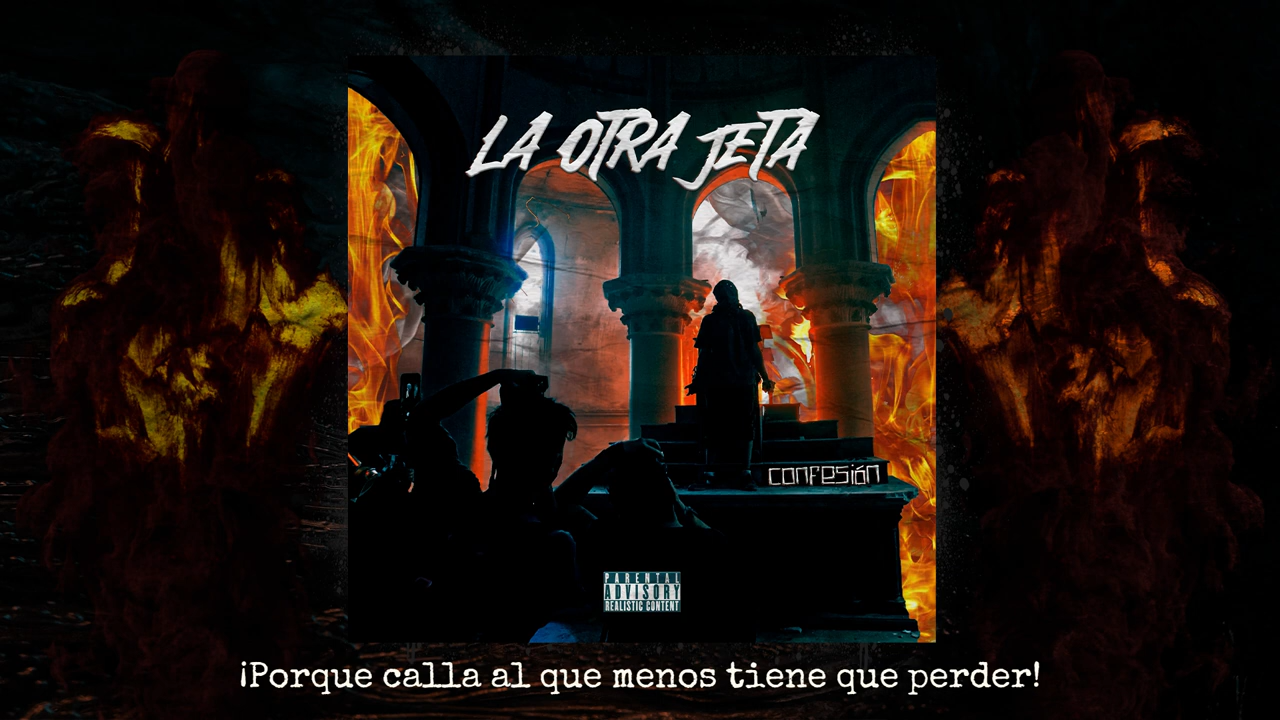 LA OTRA JETA
confesión
PARENTAL
ADVISORY
REALISTIC CONTENT
¡Porque calla al que menos tiene que perder!